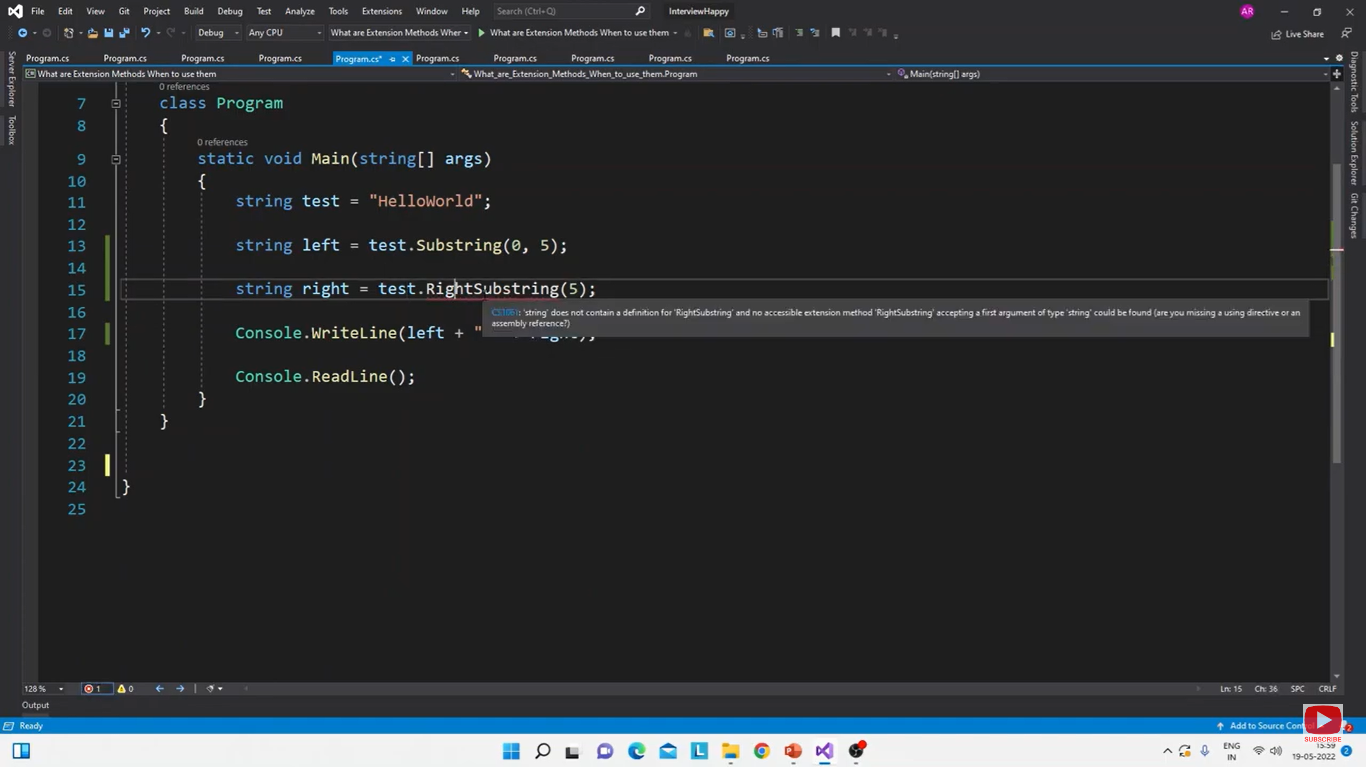 File Edit View Git Project Build Debug Test Analyze Tools Extensions Window Help Search (Ctrl+Q) InterviewHappy AR
Debug Any CPU What are Extension Methods Wher What are Extension Methods When to use them Live Share
Program.cs Program.cs Program.cs Program.cs Program.cs* Program.cs Program.cs Program.cs Program.cs Program.cs
What are Extension Methods When to use them What_are_Extension_Methods_When_to_use_them.Program Main(string[] args)
Server Explorer
Toolbox
Diagnostic Tools
Solution Explorer
Git Changes
0 references
7 class Program
8 {
0 references
9 static void Main(string[] args)
10 {
11 string test = "HelloWorld";
12
13 string left = test.Substring(0, 5);
14
15 string right = test.RightSubstring(5);
16
CS1061: 'string' does not contain a definition for 'RightSubstring' and no accessible extension method 'RightSubstring' accepting a first argument of type 'string' could be found (are you missing a using directive or an
assembly reference?)
17 Console.WriteLine(left + "
18
19 Console.ReadLine();
20 }
21 }
22
23
24 }
25
128 % 1 0 Ln: 15 Ch: 36 SPC CRLF
Output
Ready Add to Source Control 2
SUBSCRIBE
ENG
IN
15:59
19-05-2022
2